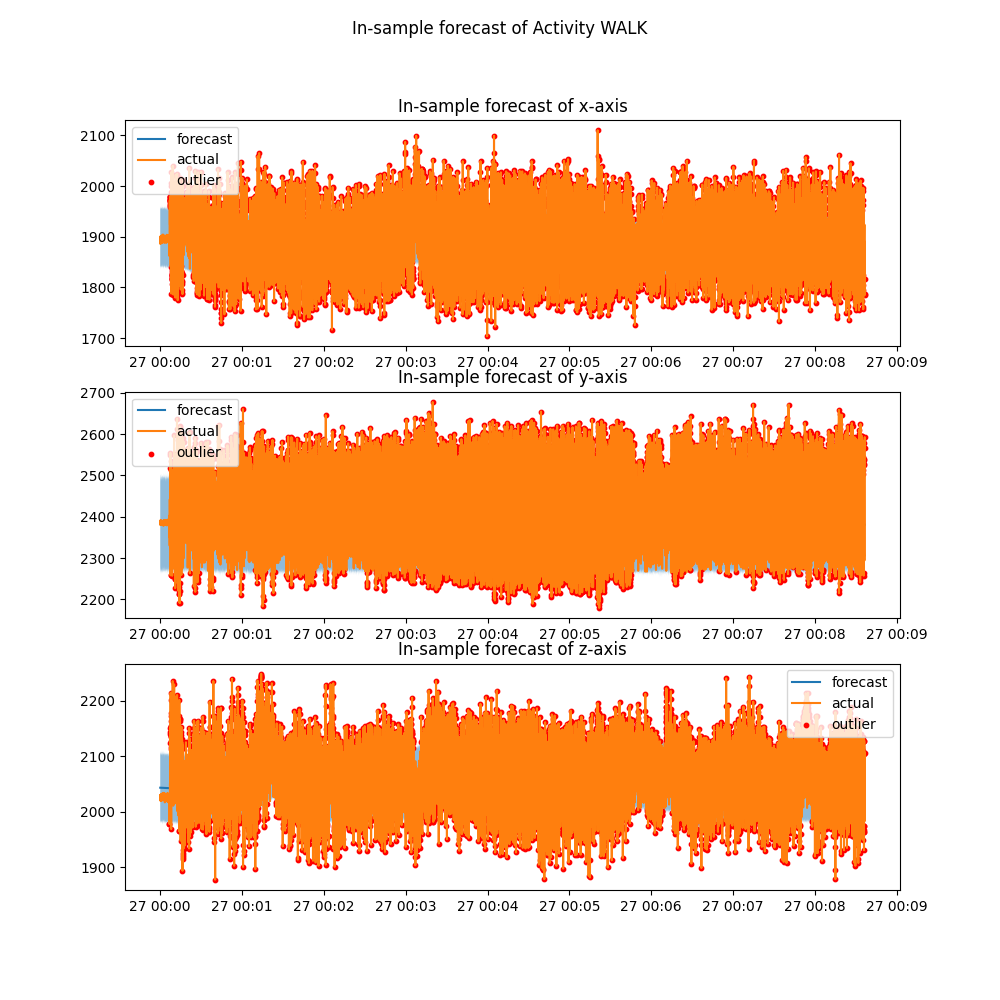 In-sample forecast of Activity WALK
In-sample forecast of x-axis
forecast
actual
outlier
2100
2000
1900
1800
1700
27 00:00 27 00:01 27 00:02 27 00:03 27 00:04 27 00:05 27 00:06 27 00:07 27 00:08 27 00:09
In-sample forecast of y-axis
forecast
actual
outlier
2700
2600
2500
2400
2300
2200
27 00:00 27 00:01 27 00:02 27 00:03 27 00:04 27 00:05 27 00:06 27 00:07 27 00:08 27 00:09
In-sample forecast of z-axis
forecast
actual
outlier
2200
2100
2000
1900
27 00:00 27 00:01 27 00:02 27 00:03 27 00:04 27 00:05 27 00:06 27 00:07 27 00:08 27 00:09